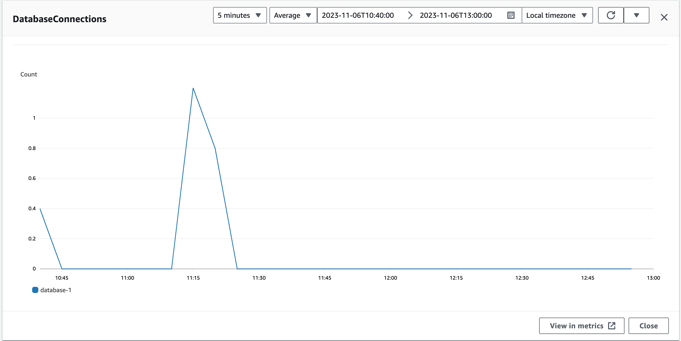 DatabaseConnections
5 minutes
Average
2023-11-06T10:40:00
2023-11-06T13:00:00
Local timezone
Count
1
0.8
0.6
0.4
0.2
0
10:45 11:00 11:15 11:30 11:45 12:00 12:15 12:30 12:45 13:00
database-1
View in metrics
Close